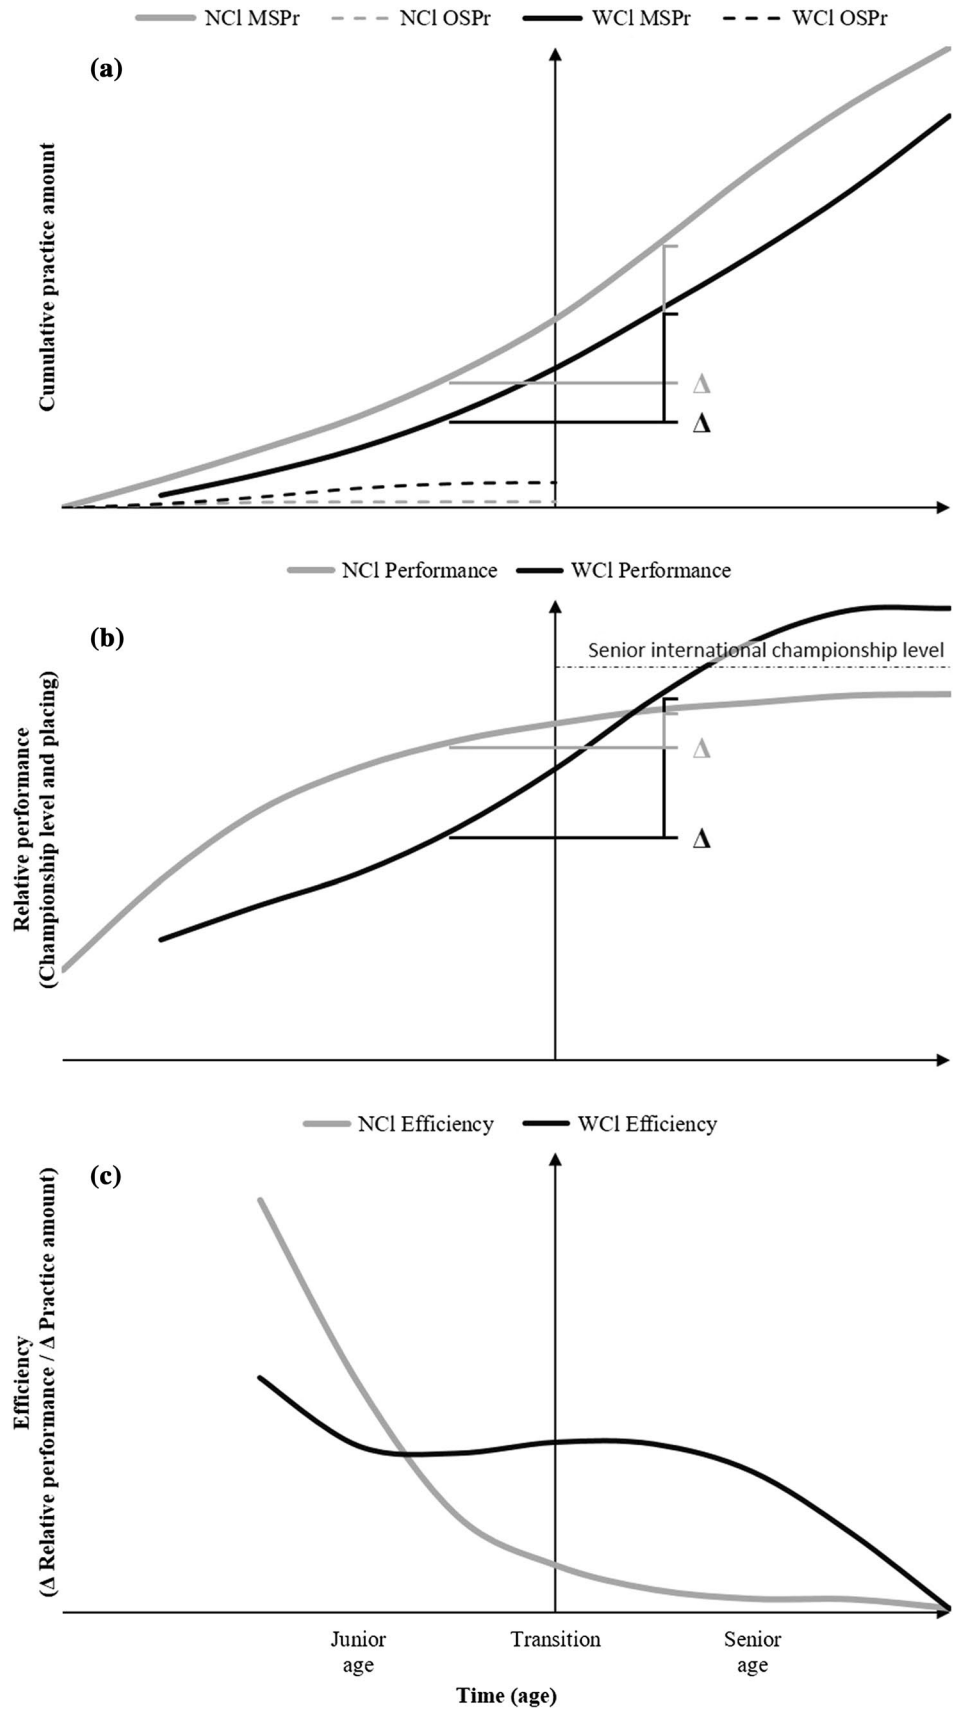 NCl MSPr NCl OSPr WCl MSPr WCl OSPr
(a)
Cumulative practice amount
Δ
Δ
NCl Performance WCl Performance
(b)
Senior international championship level
Relative performance
(Championship level and placing)
Δ
Δ
NCl Efficiency WCl Efficiency
(c)
Efficiency
(Δ Relative performance / Δ Practice amount)
Junior
age
Transition
Senior
age
Time (age)